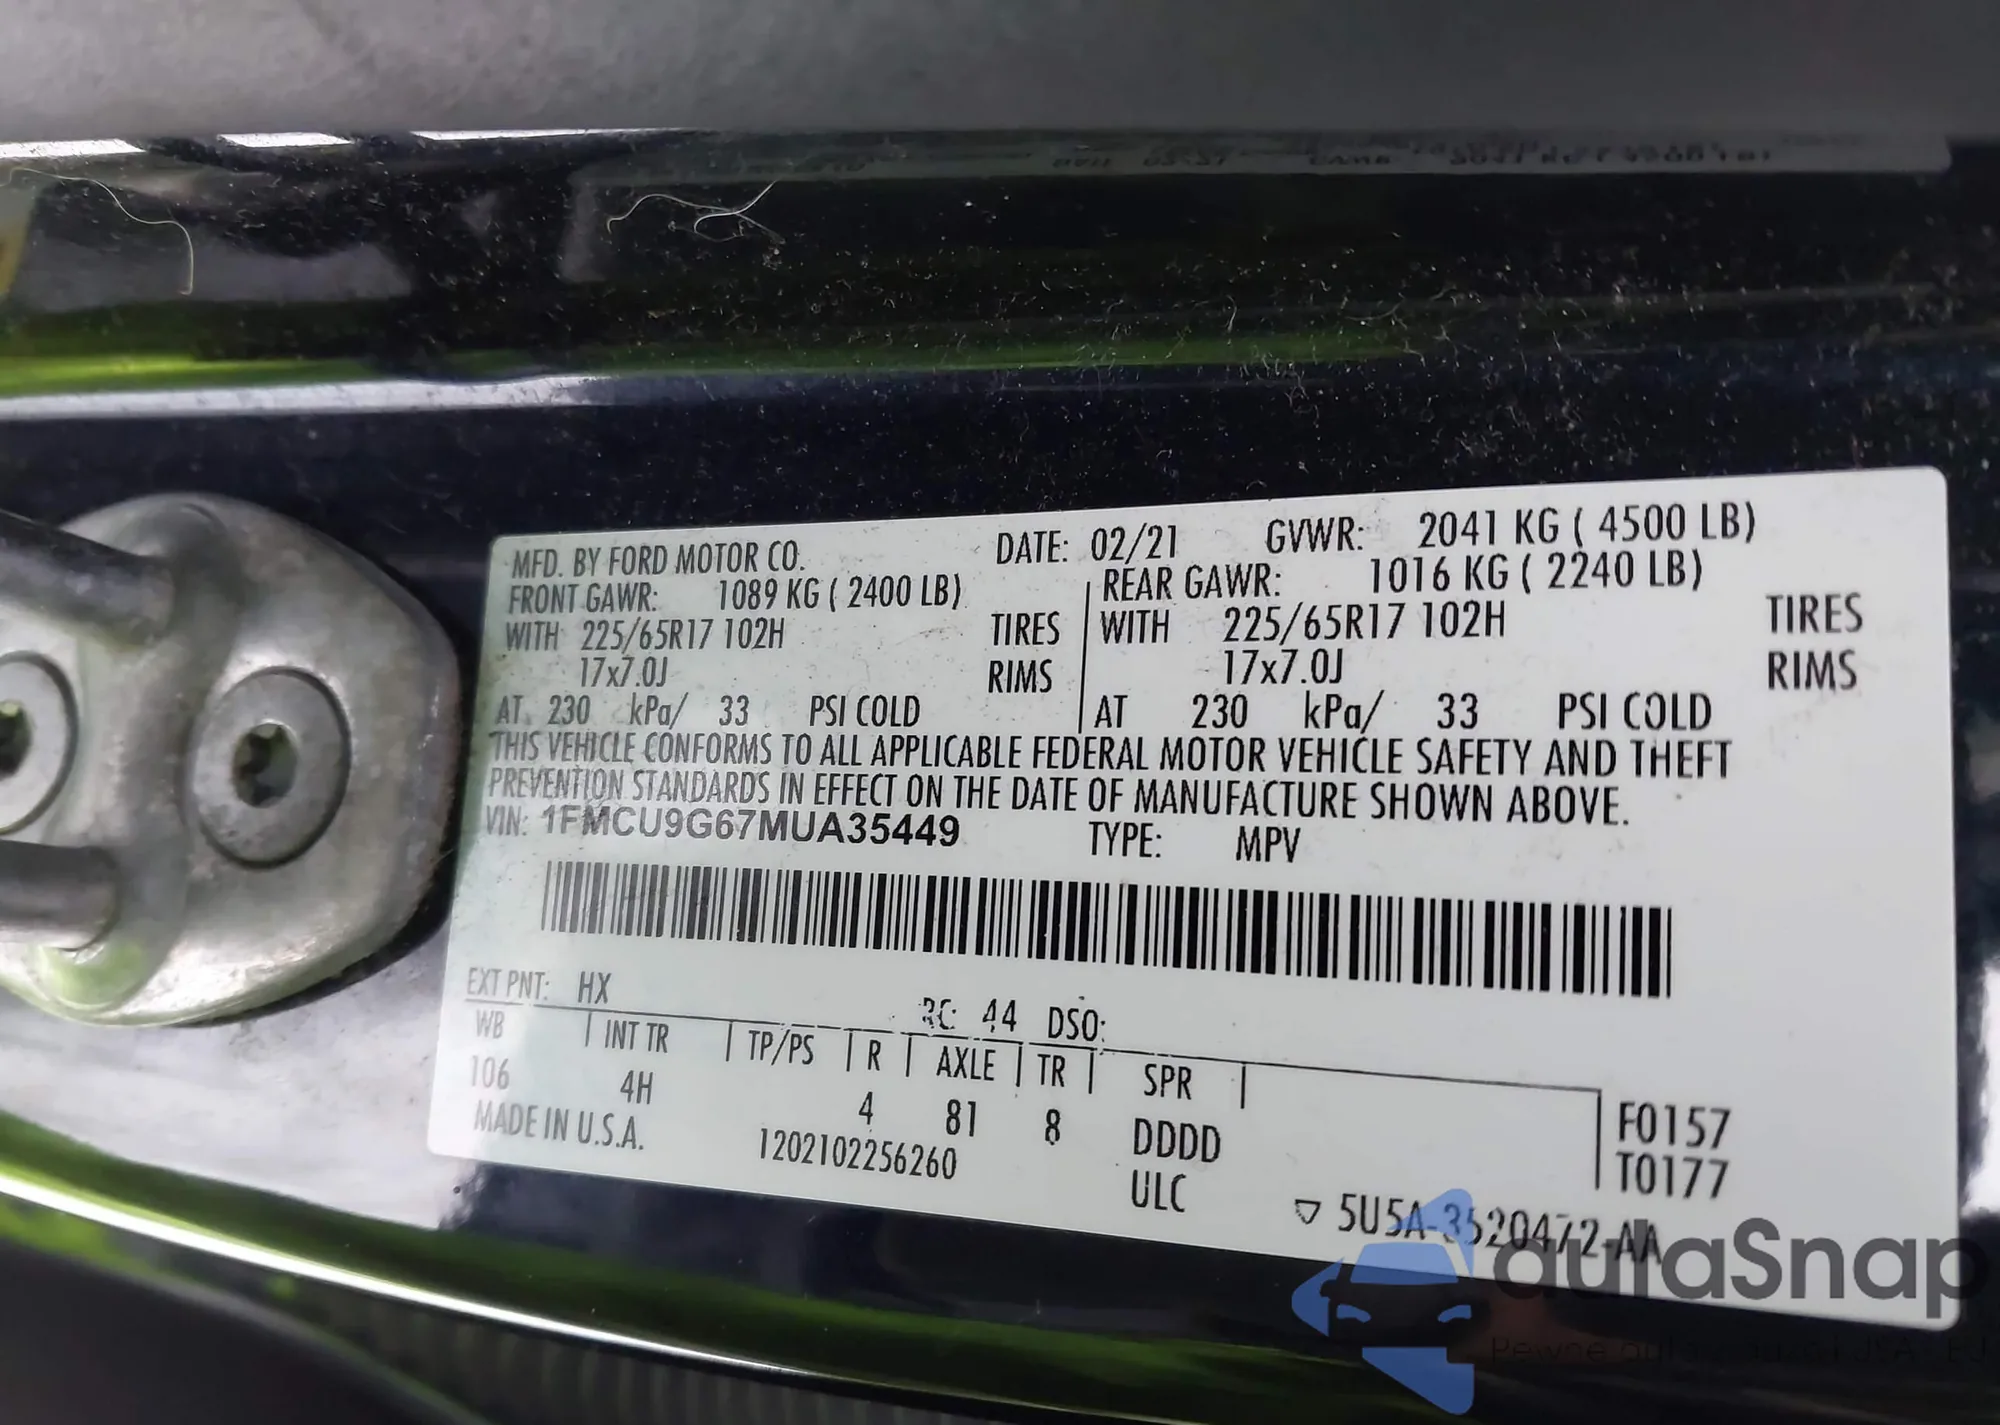 MFD. BY FORD MOTOR CO. DATE: 02/21 GVWR: 2041 KG ( 4500 LB)
FRONT GAWR: 1089 KG ( 2400 LB) REAR GAWR: 1016 KG ( 2240 LB)
WITH 225/65R17 102H TIRES WITH 225/65R17 102H TIRES
17x7.0J RIMS 17x7.0J RIMS
AT 230 kPa/ 33 PSI COLD AT 230 kPa/ 33 PSI COLD
THIS VEHICLE CONFORMS TO ALL APPLICABLE FEDERAL MOTOR VEHICLE SAFETY AND THEFT
PREVENTION STANDARDS IN EFFECT ON THE DATE OF MANUFACTURE SHOWN ABOVE.
VIN: 1FMCU9G67MUA35449 TYPE: MPV
EXT PNT: HX RC: 44 DSO:
WB INT TR TP/PS R AXLE TR SPR
106 4H 4 81 8 DDDD F0157
MADE IN U.S.A. 1202102256260 ULC T0177
5U5A-3520472-AA
autaSnap